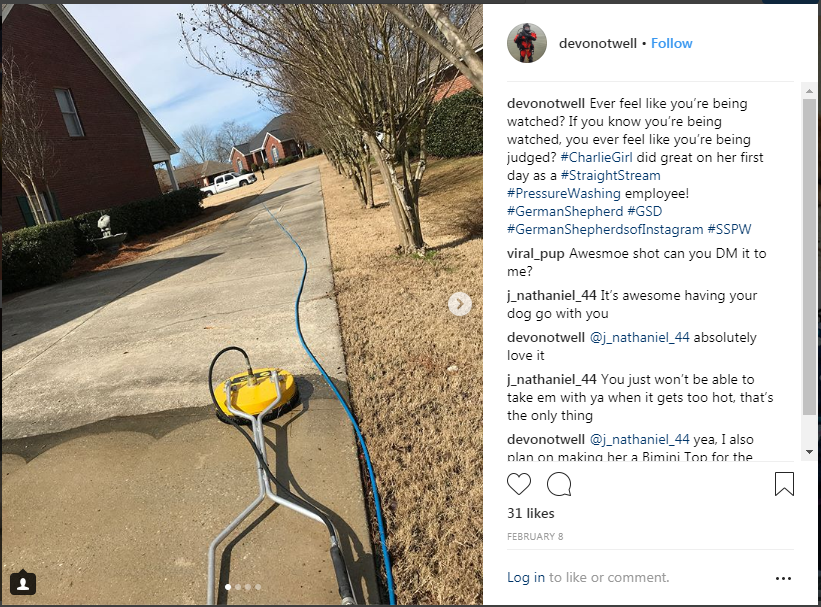 devonotwell • Follow
devonotwell Ever feel like you're being
watched? If you know you're being
watched, you ever feel like you're being
judged? #CharlieGirl did great on her first
day as a #StraightStream
#PressureWashing employee!
#GermanShepherd #GSD
#GermanShepherdsofInstagram #SSPW
viral_pup Awesmoe shot can you DM it to
me?
j_nathaniel_44 It's awesome having your
dog go with you
devonotwell @j_nathaniel_44 absolutely
love it
j_nathaniel_44 You just won't be able to
take em with ya when it gets too hot, that's
the only thing
devonotwell @j_nathaniel_44 yea, I also
plan on making her a Bimini Top for the
31 likes
FEBRUARY 8
Log in to like or comment.